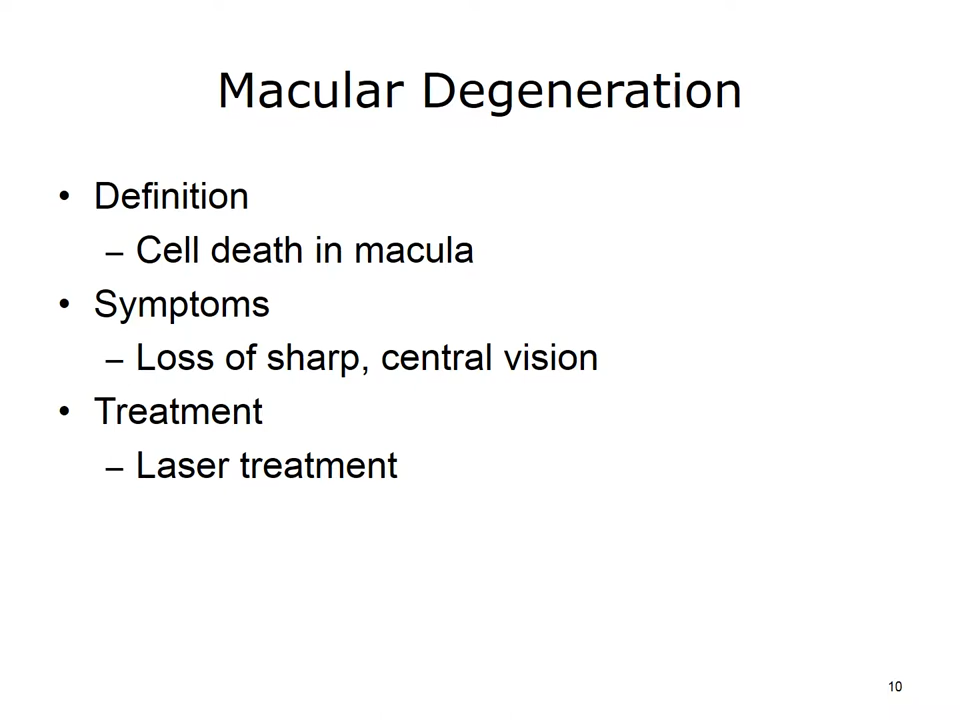 Macular Degeneration
• Definition
– Cell death in macula
• Symptoms
– Loss of sharp, central vision
• Treatment
– Laser treatment
10